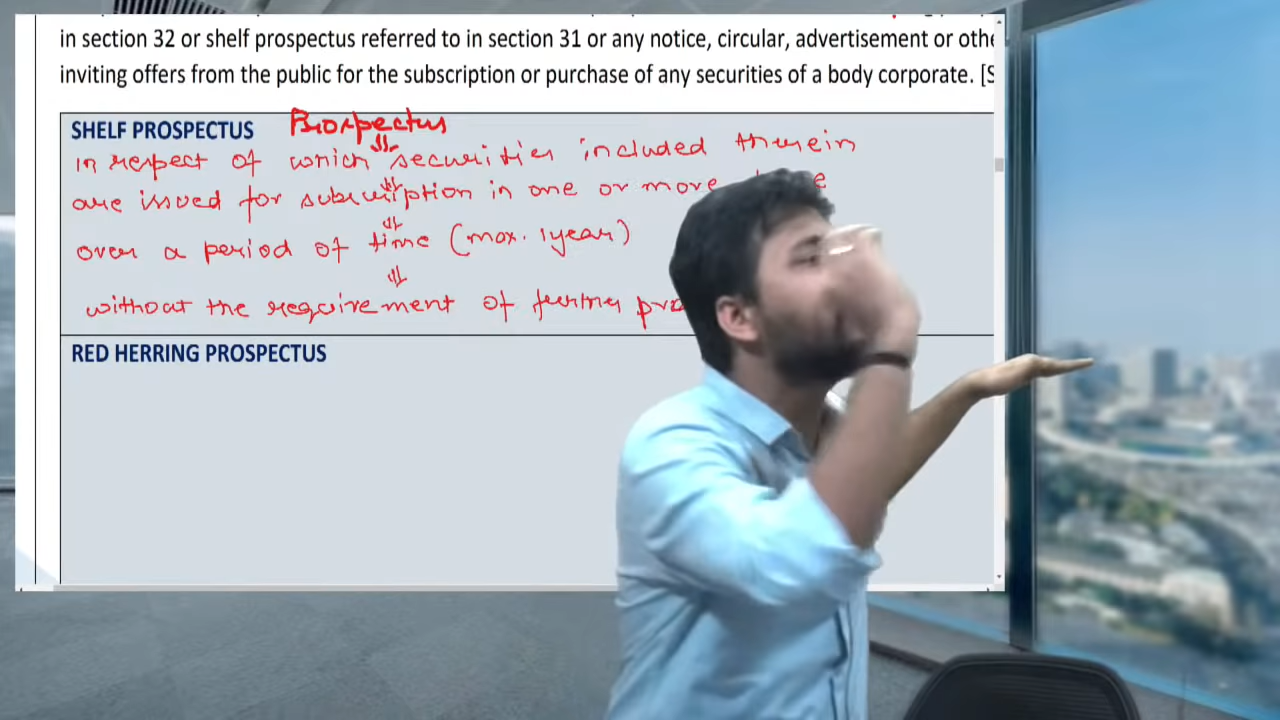 in section 32 or shelf prospectus referred to in section 31 or any notice, circular, advertisement or othe
inviting offers from the public for the subscription or purchase of any securities of a body corporate. [S
SHELF PROSPECTUS Prospectus
in respect of which securities included therein
are issued for subscription in one or more
over a period of time (max. 1year)
without the requirement of further
RED HERRING PROSPECTUS